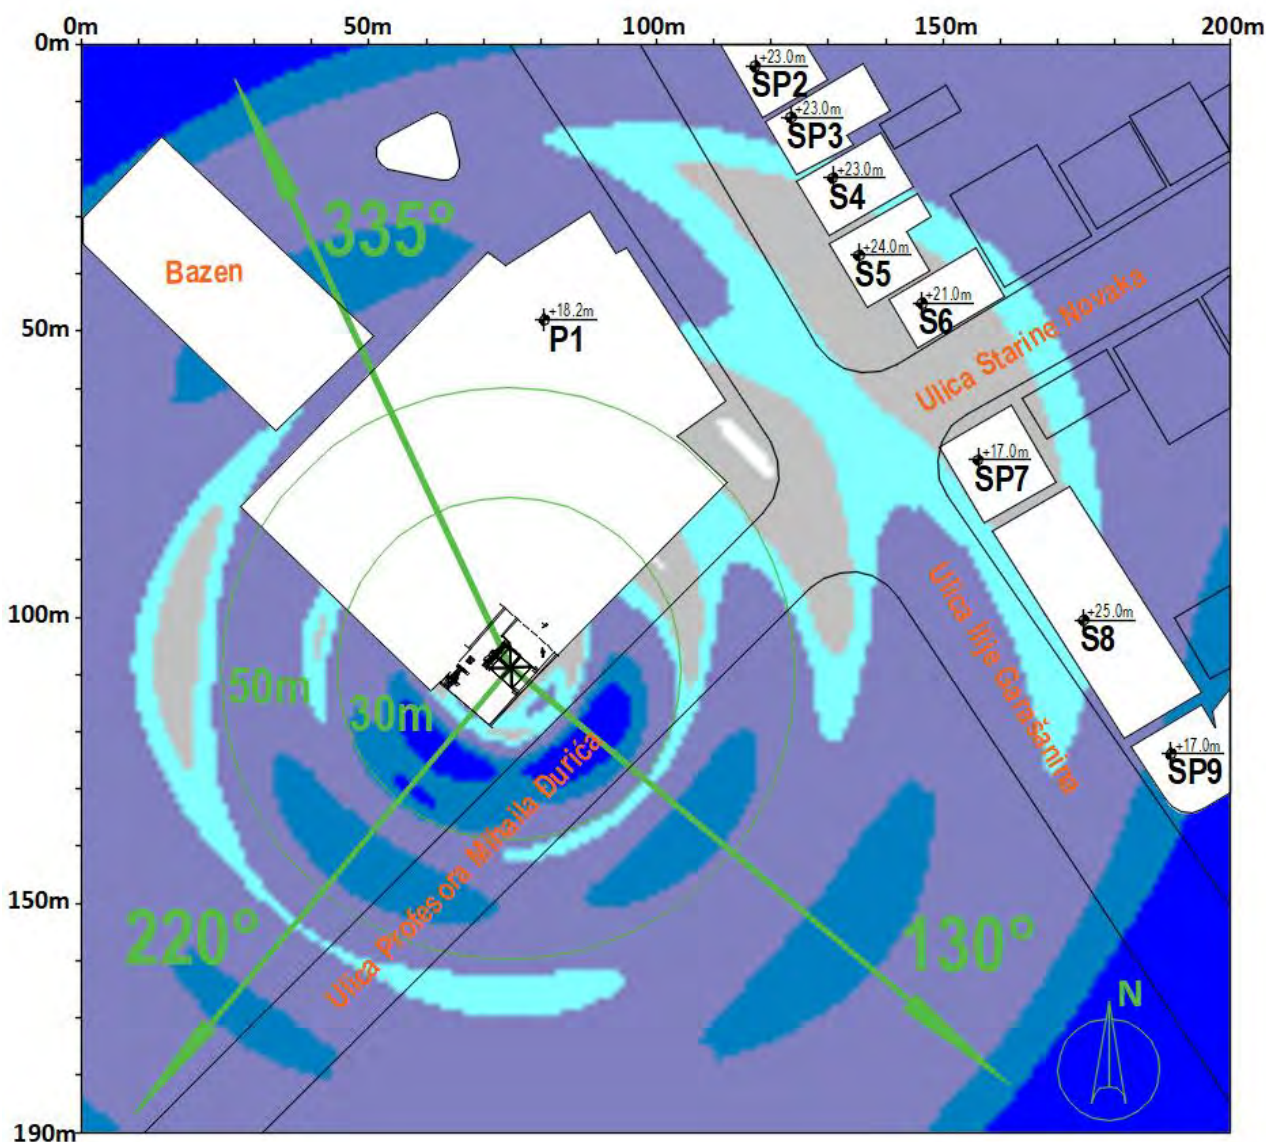 0m 50m 100m 150m 200m
0m
+23.0m
SP2
+23.0m
SP3
+23.0m
S4
335°
Bazen
+24.0m
S5
+21.0m
S6
+18.2m
P1
50m
Ulica Starine Novaka
+17.0m
SP7
100m
+25.0m
S8
Ulica Ilije Garašanina
50m
30m
+17.0m
SP9
Ulica Profesora Mihaila Đurića
150m
220°
130°
N
190m